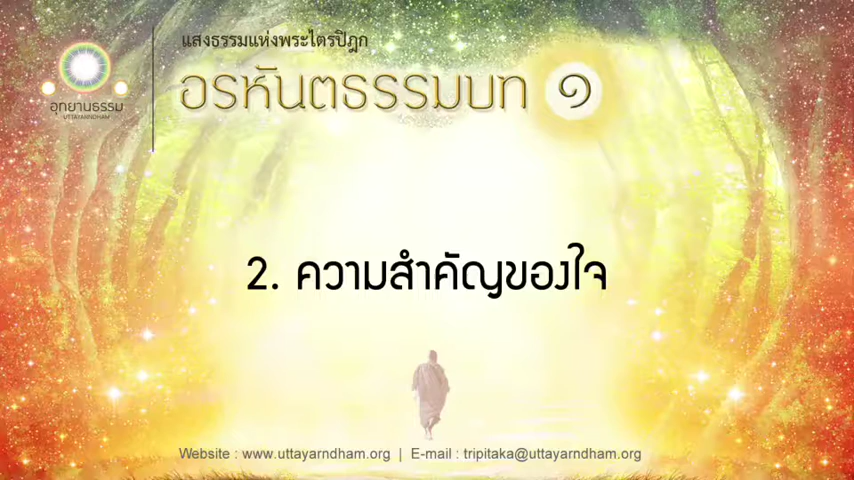 แสงธรรมแห่งพระไตรปิฎก
อรหันตธรรมบท ๑
อุทยานธรรม
UTTAYARNDHAM
2. ความสำคัญของใจ
Website : www.uttayarndham.org | E-mail : tripitaka@uttayarndham.org